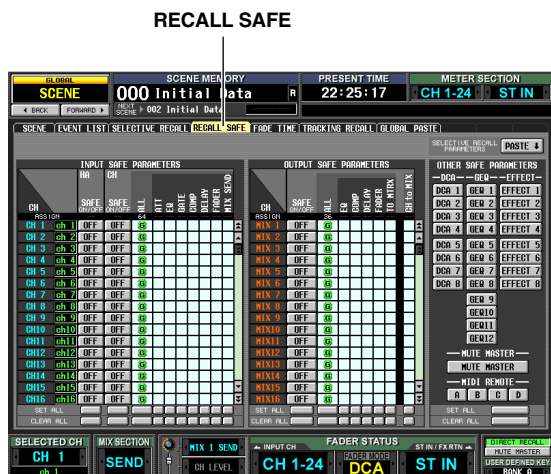 RECALL SAFE
GLOBAL SCENE MEMORY PRESENT TIME METER SECTION
SCENE 000 Initial Data R 22:25:17 CH 1-24 ST IN
BACK FORWARD NEXT SCENE 002 Initial Data
SCENE EVENT LIST SELECTIVE RECALL RECALL SAFE FADE TIME TRACKING RECALL GLOBAL PASTE
SELECTIVE RECALL PARAMETERS PASTE
INPUT SAFE PARAMETERS
HA CH
CH SAFE ON/OFF SAFE ON/OFF ALL ATT EQ GATE COMP DELAY FADER MIX SEND
ASSIGN 64
CH 1 ch 1 OFF OFF G
CH 2 ch 2 OFF OFF G
CH 3 ch 3 OFF OFF G
CH 4 ch 4 OFF OFF G
CH 5 ch 5 OFF OFF G
CH 6 ch 6 OFF OFF G
CH 7 ch 7 OFF OFF G
CH 8 ch 8 OFF OFF G
CH 9 ch 9 OFF OFF G
CH10 ch10 OFF OFF G
CH11 ch11 OFF OFF G
CH12 ch12 OFF OFF G
CH13 ch13 OFF OFF G
CH14 ch14 OFF OFF G
CH15 ch15 OFF OFF G
CH16 ch16 OFF OFF G
SET ALL
CLEAR ALL
OUTPUT SAFE PARAMETERS
CH SAFE ON/OFF ALL EQ COMP DELAY FADER TO MTRX CH to MIX
ASSIGN 36
MIX 1 OFF G
MIX 2 OFF G
MIX 3 OFF G
MIX 4 OFF G
MIX 5 OFF G
MIX 6 OFF G
MIX 7 OFF G
MIX 8 OFF G
MIX 9 OFF G
MIX10 OFF G
MIX11 OFF G
MIX12 OFF G
MIX13 OFF G
MIX14 OFF G
MIX15 OFF G
MIX16 OFF G
SET ALL
CLEAR ALL
OTHER SAFE PARAMETERS
DCA GEQ EFFECT
DCA 1 GEQ 1 EFFECT 1
DCA 2 GEQ 2 EFFECT 2
DCA 3 GEQ 3 EFFECT 3
DCA 4 GEQ 4 EFFECT 4
DCA 5 GEQ 5 EFFECT 5
DCA 6 GEQ 6 EFFECT 6
DCA 7 GEQ 7 EFFECT 7
DCA 8 GEQ 8 EFFECT 8
GEQ 9
GEQ10
GEQ11
GEQ12
MUTE MASTER
MUTE MASTER
MIDI REMOTE
A B C D
SET ALL
CLEAR ALL
SELECTED CH MIX SECTION MIX 1 SEND INPUT CH FADER STATUS ST IN / FX RTN DIRECT RECALL
CH 1 SEND CH LEVEL CH 1-24 FADER MODE DCA ST IN MUTE MASTER
ch 1 USER DEFINED KEY
BANK A